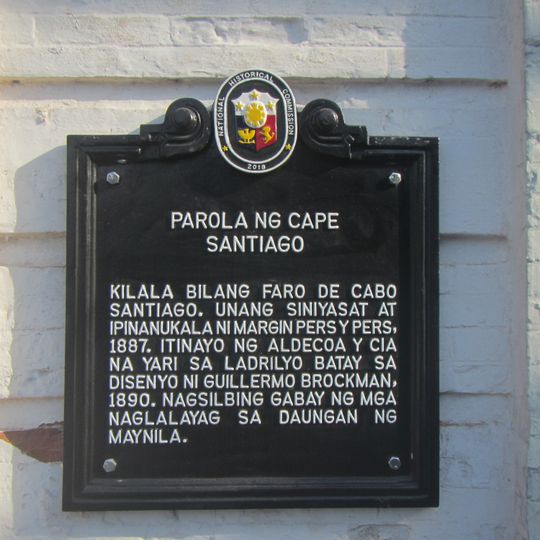 NATIONAL HISTORICAL COMMISSION
2018
PAROLA NG CAPE
SANTIAGO
KILALA BILANG FARO DE CABO
SANTIAGO. UNANG SINIYASAT AT
IPINANUKALA NI MARGIN PERS Y PERS,
1887. ITINAYO NG ALDECOA Y CIA
NA YARI SA LADRILYO BATAY SA
DISENYO NI GUILLERMO BROCKMAN,
1890. NAGSILBING GABAY NG MGA
NAGLALAYAG SA DAUNGAN NG
MAYNILA.